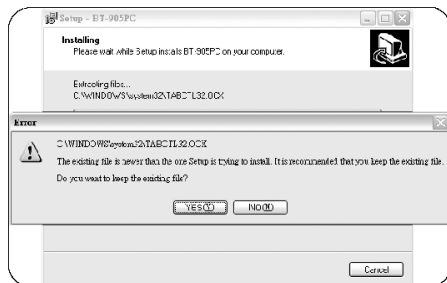 Setup - BT-905PC
Installing
Please wait while Setup installs BT-905PC on your computer.
Extracting files...
C:\WINDOWS\system32\TABCTL32.OCX
Error
C:\WINDOWS\system32\TABCTL32.OCX
The existing file is newer than the one Setup is trying to install. It is recommended that you keep the existing file.
Do you want to keep the existing file?
YES(Y) NO(N)
Cancel